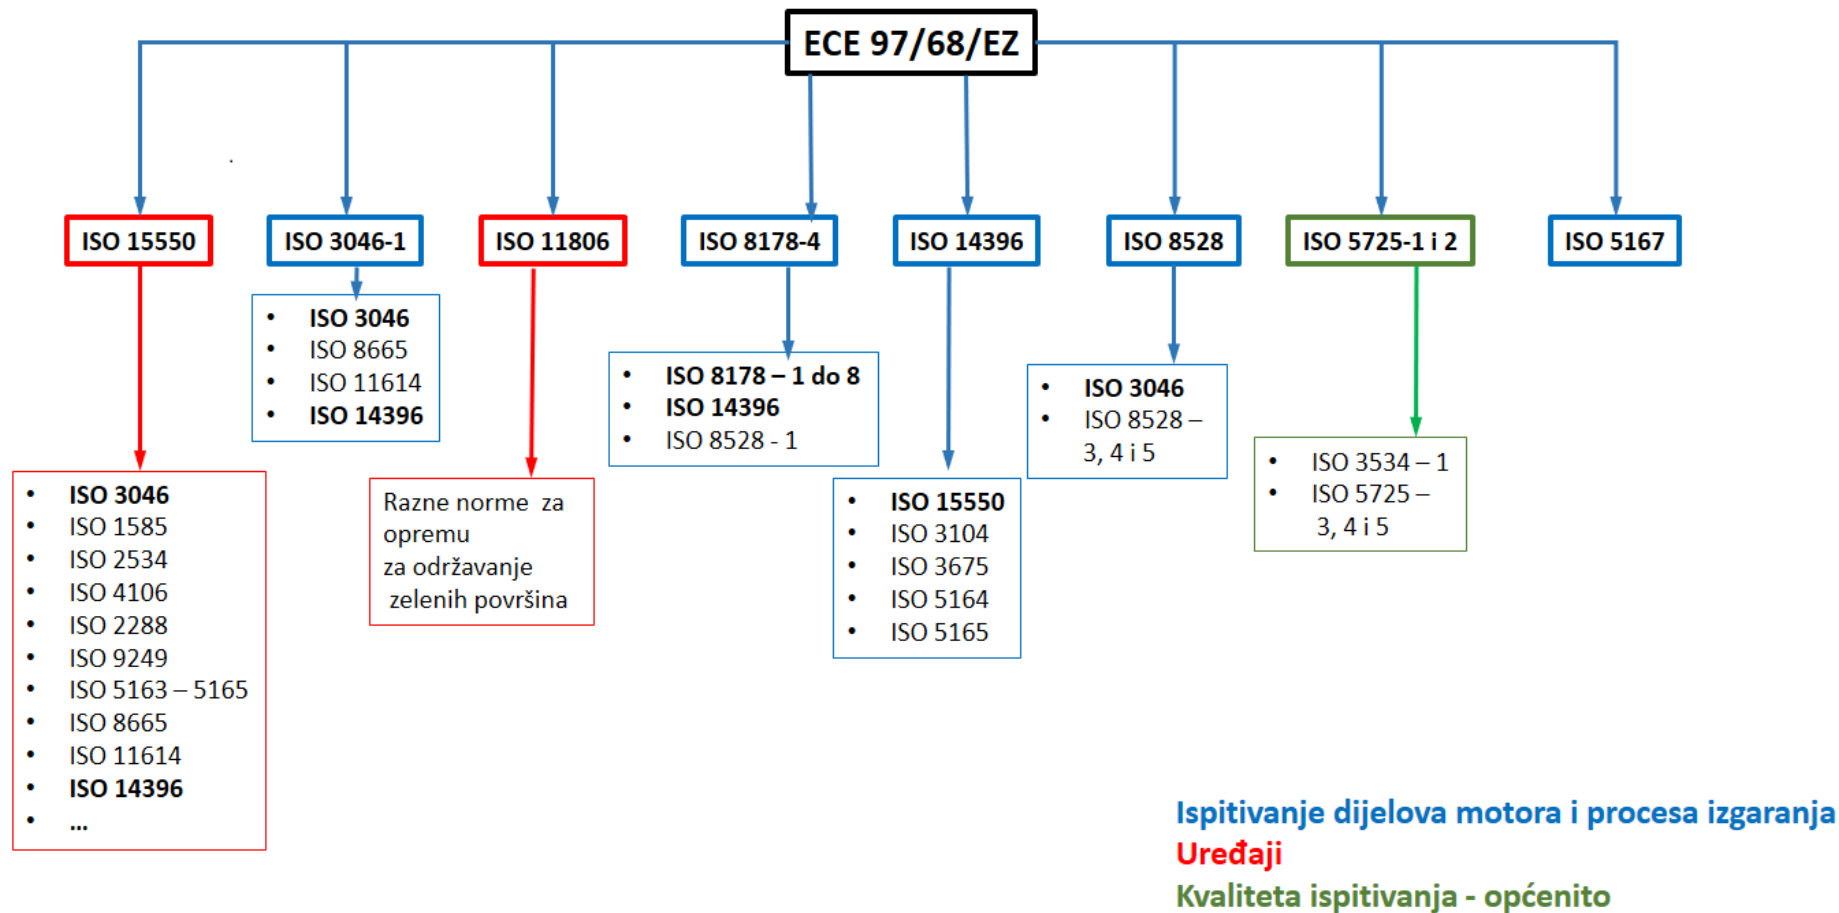 ECE 97/68/EZ
ISO 15550
ISO 3046-1
ISO 11806
ISO 8178-4
ISO 14396
ISO 8528
ISO 5725-1 i 2
ISO 5167
• ISO 3046
• ISO 1585
• ISO 2534
• ISO 4106
• ISO 2288
• ISO 9249
• ISO 5163 – 5165
• ISO 8665
• ISO 11614
• ISO 14396
• ...
• ISO 3046
• ISO 8665
• ISO 11614
• ISO 14396
Razne norme za
opremu
za održavanje
zelenih površina
• ISO 8178 – 1 do 8
• ISO 14396
• ISO 8528 - 1
• ISO 15550
• ISO 3104
• ISO 3675
• ISO 5164
• ISO 5165
• ISO 3046
• ISO 8528 –
3, 4 i 5
• ISO 3534 – 1
• ISO 5725 –
3, 4 i 5
Ispitivanje dijelova motora i procesa izgaranja
Uređaji
Kvaliteta ispitivanja - općenito